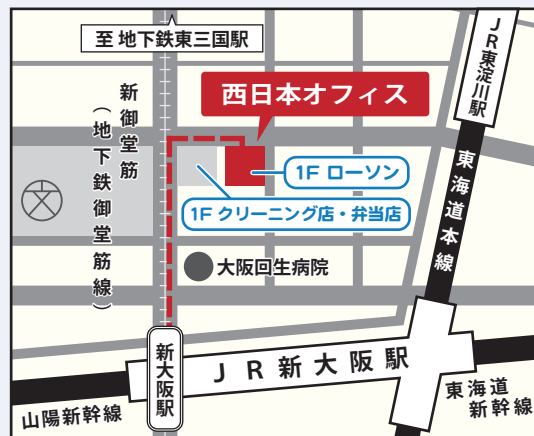 至 地下鉄東三国駅
JR東淀川駅
新御堂筋
（地下鉄御堂筋線）
西日本オフィス
1F ローソン
1F クリーニング店・弁当店
東海道本線
文
大阪回生病院
新大阪駅
JR新大阪駅
山陽新幹線
東海道
新幹線